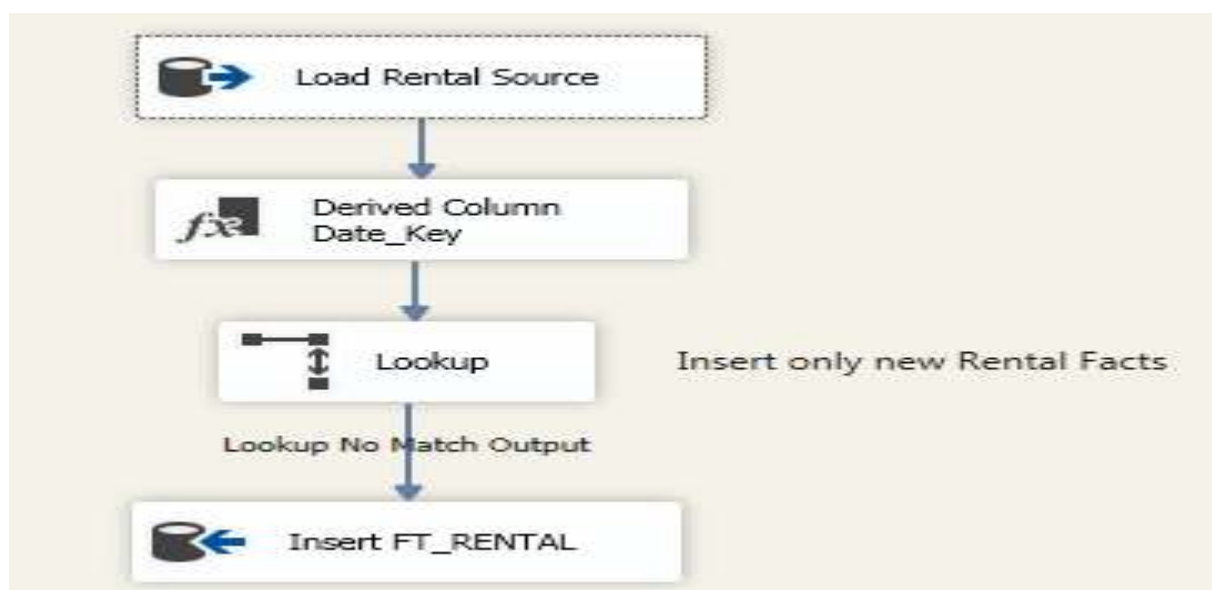 Load Rental Source
Derived Column
Date_Key
Lookup
Insert only new Rental Facts
Lookup No Match Output
Insert FT_RENTAL